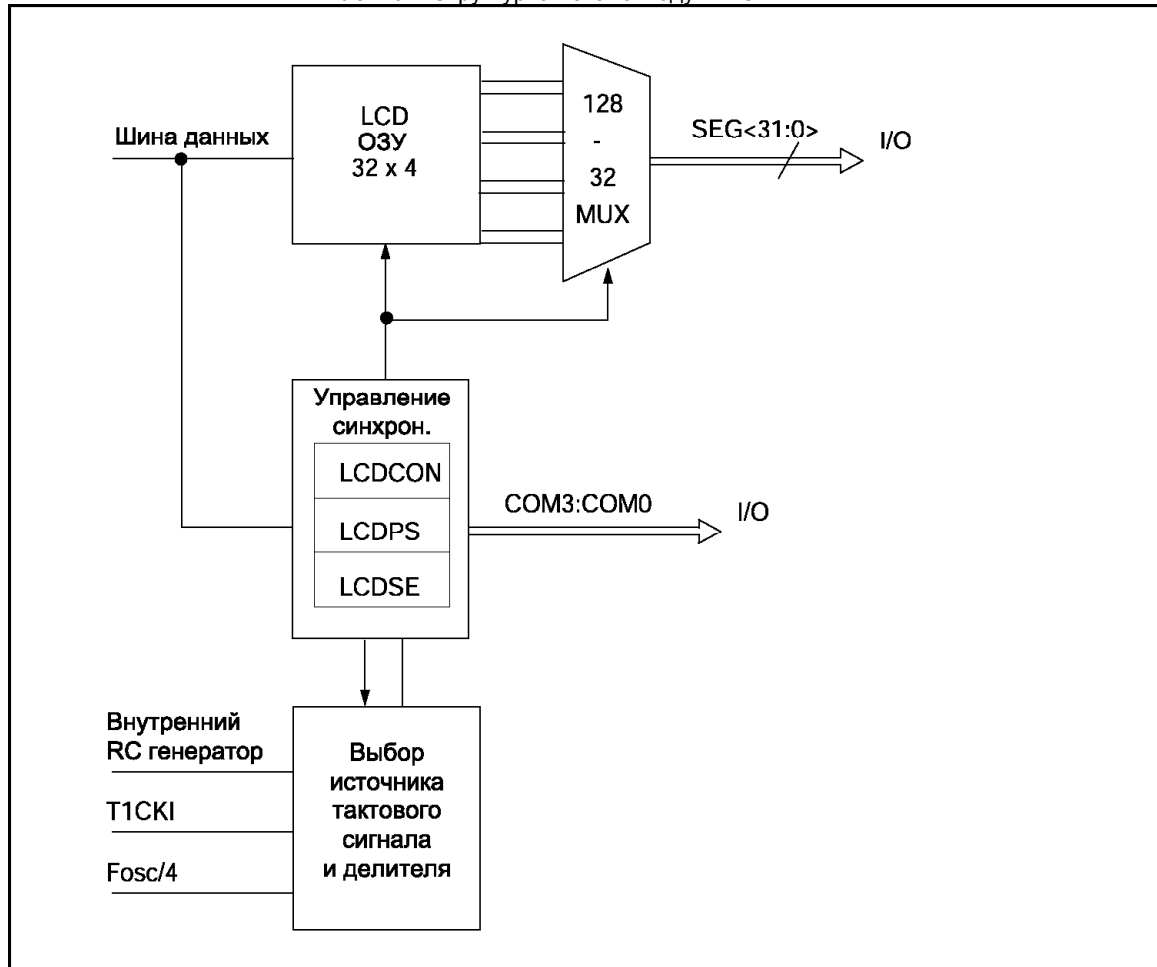 LCD
ОЗУ
32 x 4
128
-
32
MUX
Шина данных
SEG<31:0>
I/O
Управление
синхрон.
LCDCON
LCDPS
LCDSE
COM3:COM0
I/O
Внутренний
RC генератор
T1CKI
Fosc/4
Выбор
источника
тактового
сигнала
и делителя